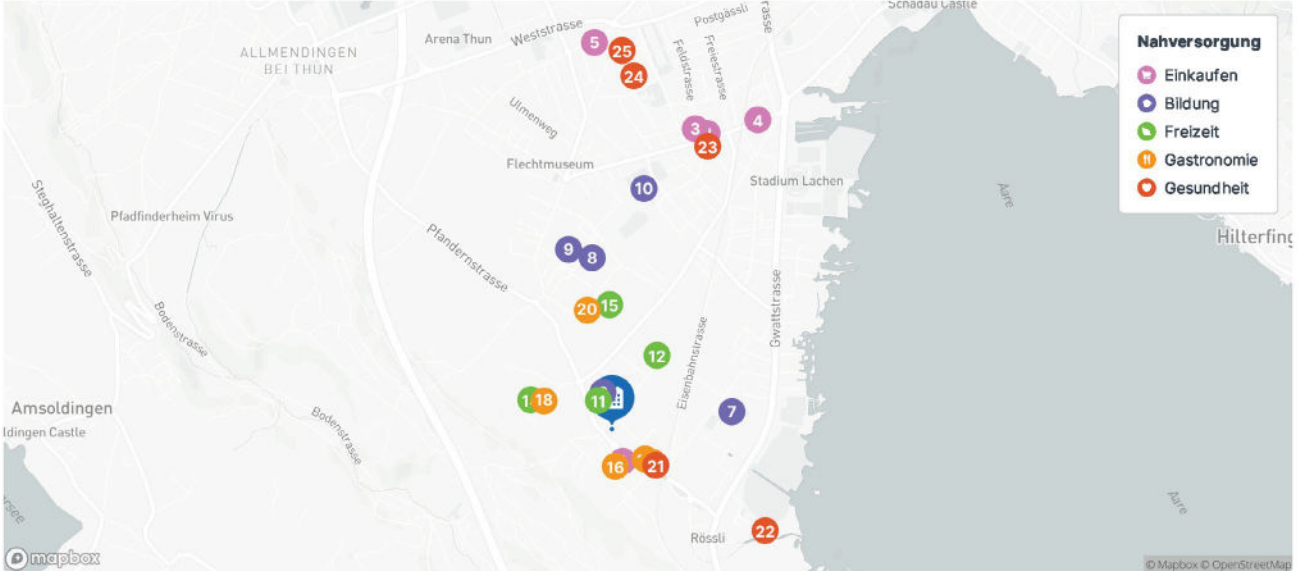 Schadau Castle
Postgässli
Weststrasse
Arena Thun
ALLMENDINGEN
BEI THUN
Feldstrasse
Freiestrasse
5
25
24
Ulmenweg
3
4
23
Flechtmuseum
Stadium Lachen
10
Steghaltenstrasse
Pfadfinderheim Virus
Pfandernstrasse
9
8
Gwattstrasse
20
15
Bodenstrasse
12
Eisenbahnstrasse
18
11
7
Amsoldingen
ldingen Castle
Bodenstrasse
16
21
22
Rössli
Nahversorgung
Einkaufen
Bildung
Freizeit
Gastronomie
Gesundheit
Aare
Hilterfing
Aare
mapbox
© Mapbox © OpenStreetMap